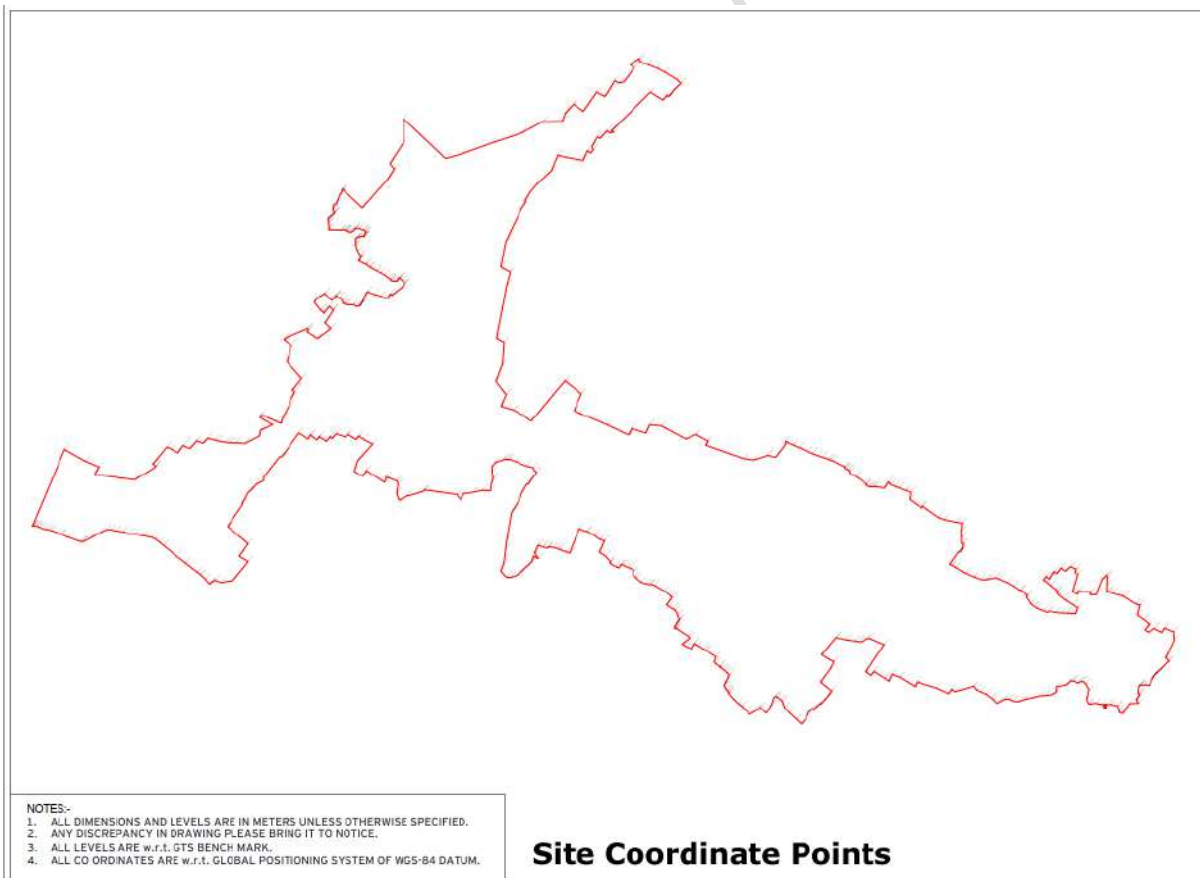 NOTES:-
1. ALL DIMENSIONS AND LEVELS ARE IN METERS UNLESS OTHERWISE SPECIFIED.
2. ANY DISCREPANCY IN DRAWING PLEASE BRING IT TO NOTICE.
3. ALL LEVELS ARE w.r.t. GTS BENCH MARK.
4. ALL CO ORDINATES ARE w.r.t. GLOBAL POSITIONING SYSTEM OF WGS-84 DATUM.
Site Coordinate Points